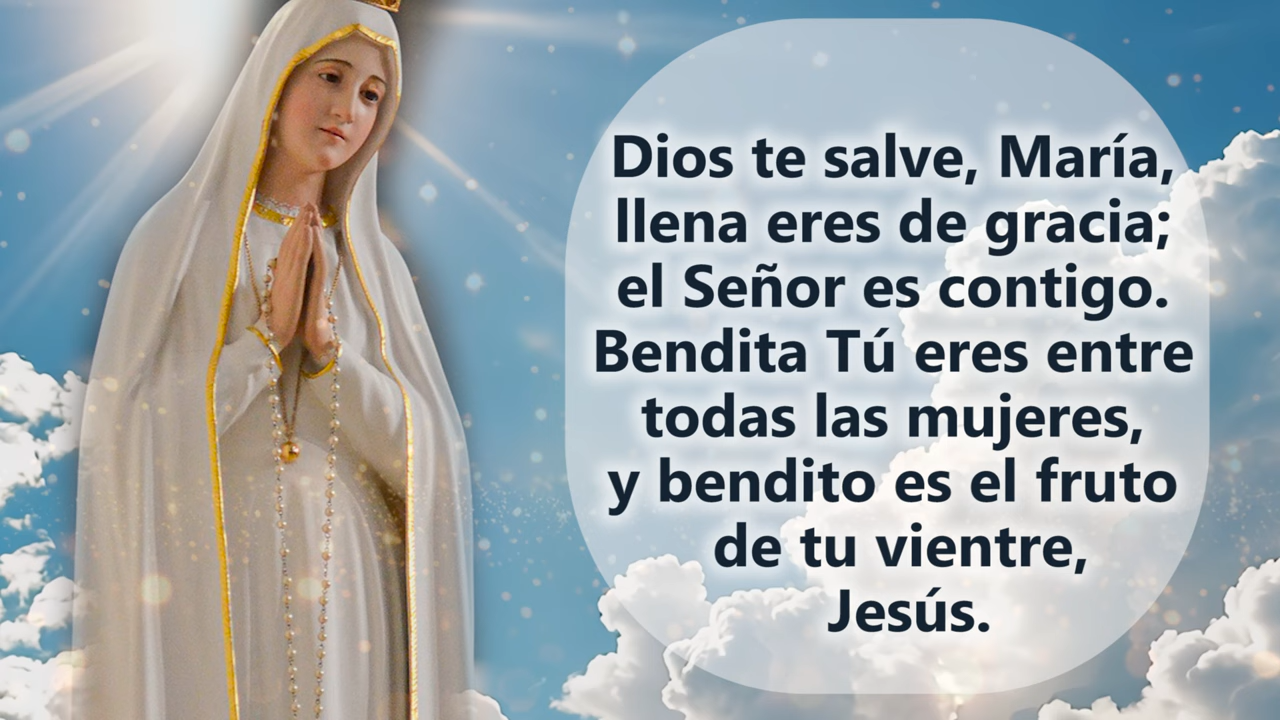 Dios te salve, María,
llena eres de gracia;
el Señor es contigo.
Bendita Tú eres entre
todas las mujeres,
y bendito es el fruto
de tu vientre,
Jesús.